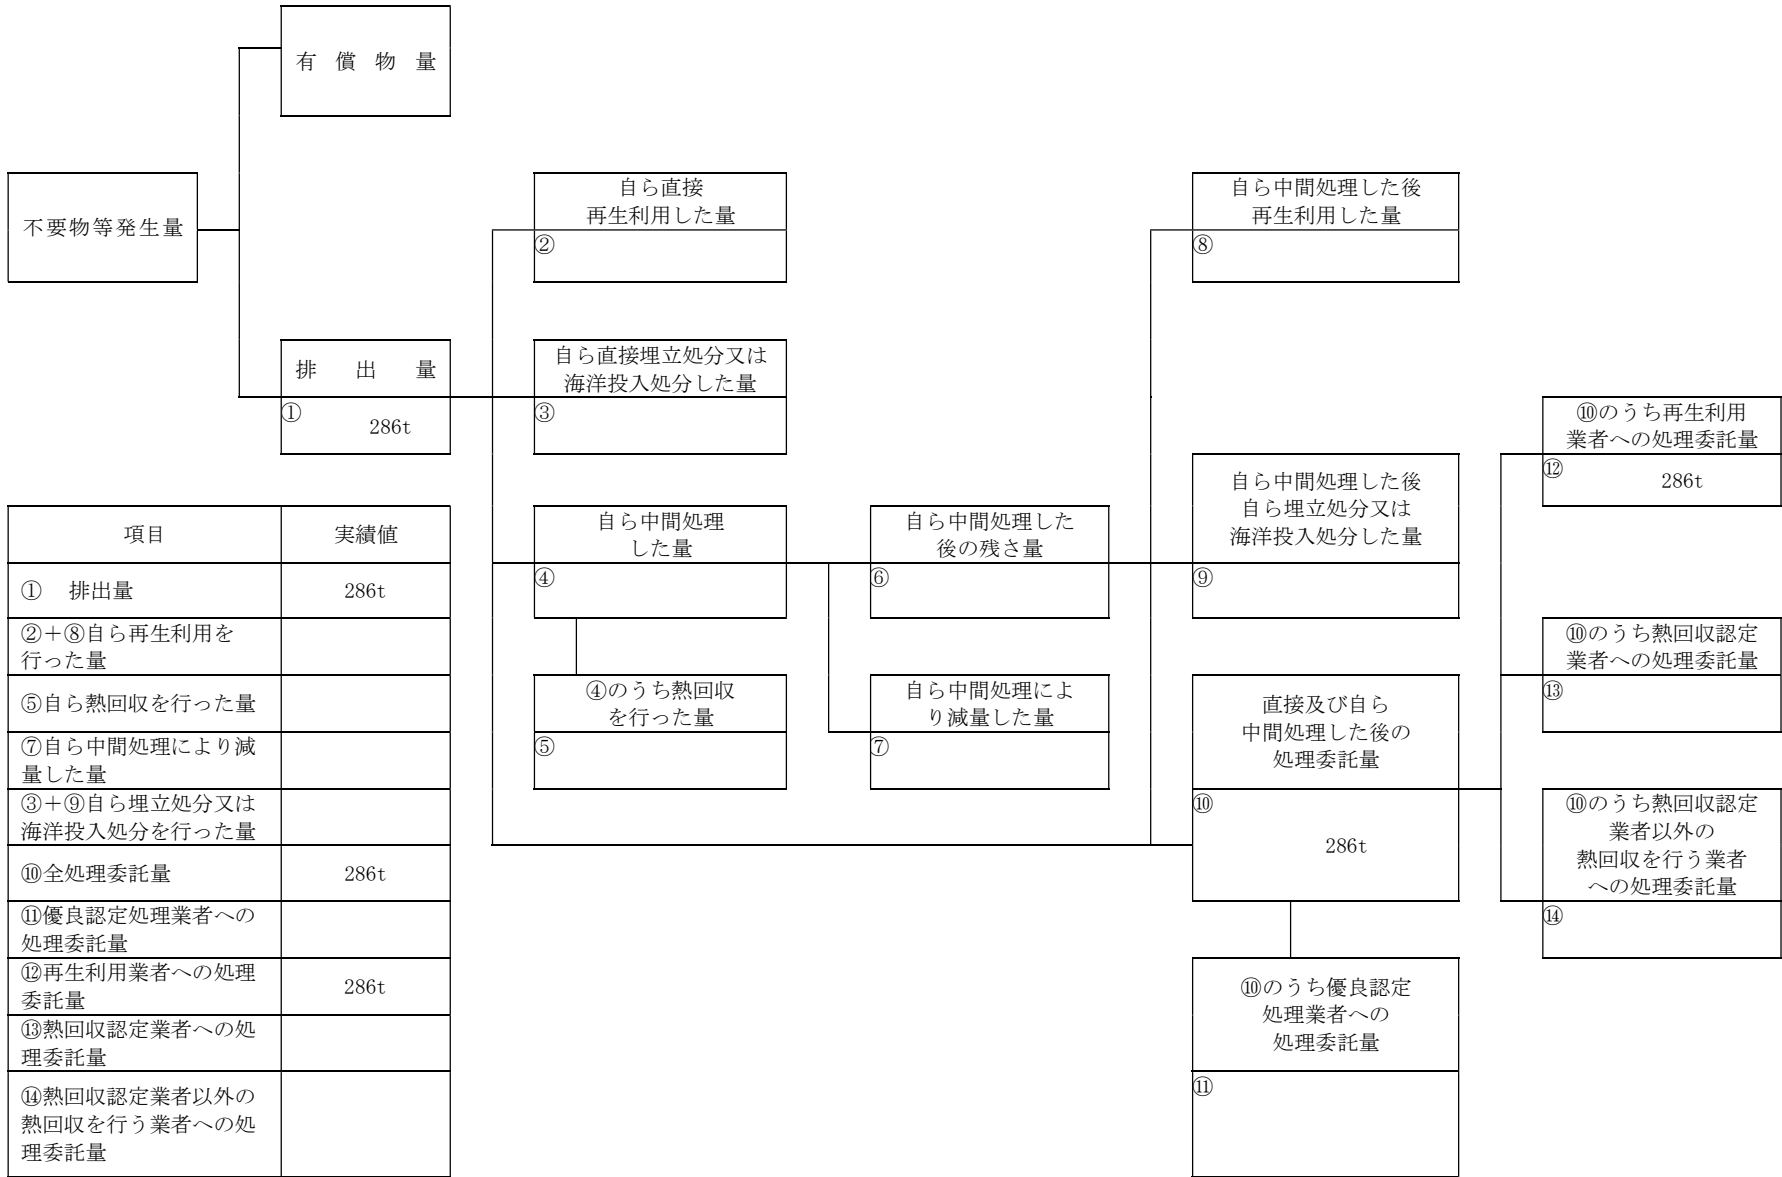 有償物量
不要物等発生量
自ら直接
再生利用した量
②
自ら中間処理した後
再生利用した量
⑧
排出量
①
286t
自ら直接埋立処分又は
海洋投入処分した量
③
⑩のうち再生利用
業者への処理委託量
⑫
286t
自ら中間処理した後
自ら埋立処分又は
海洋投入処分した量
⑨
自ら中間処理
した量
④
自ら中間処理した
後の残さ量
⑥
⑩のうち熱回収認定
業者への処理委託量
⑬
④のうち熱回収
を行った量
⑤
自ら中間処理によ
り減量した量
⑦
直接及び自ら
中間処理した後の
処理委託量
⑩
286t
⑩のうち熱回収認定
業者以外の
熱回収を行う業者
への処理委託量
⑭
⑩のうち優良認定
処理業者への
処理委託量
⑪
項目 実績値
① 排出量 286t
②＋⑧自ら再生利用を
行った量
⑤自ら熱回収を行った量
⑦自ら中間処理により減
量した量
③＋⑨自ら埋立処分又は
海洋投入処分を行った量
⑩全処理委託量 286t
⑪優良認定処理業者への
処理委託量
⑫再生利用業者への処理
委託量 286t
⑬熱回収認定業者への処
理委託量
⑭熱回収認定業者以外の
熱回収を行う業者への処
理委託量